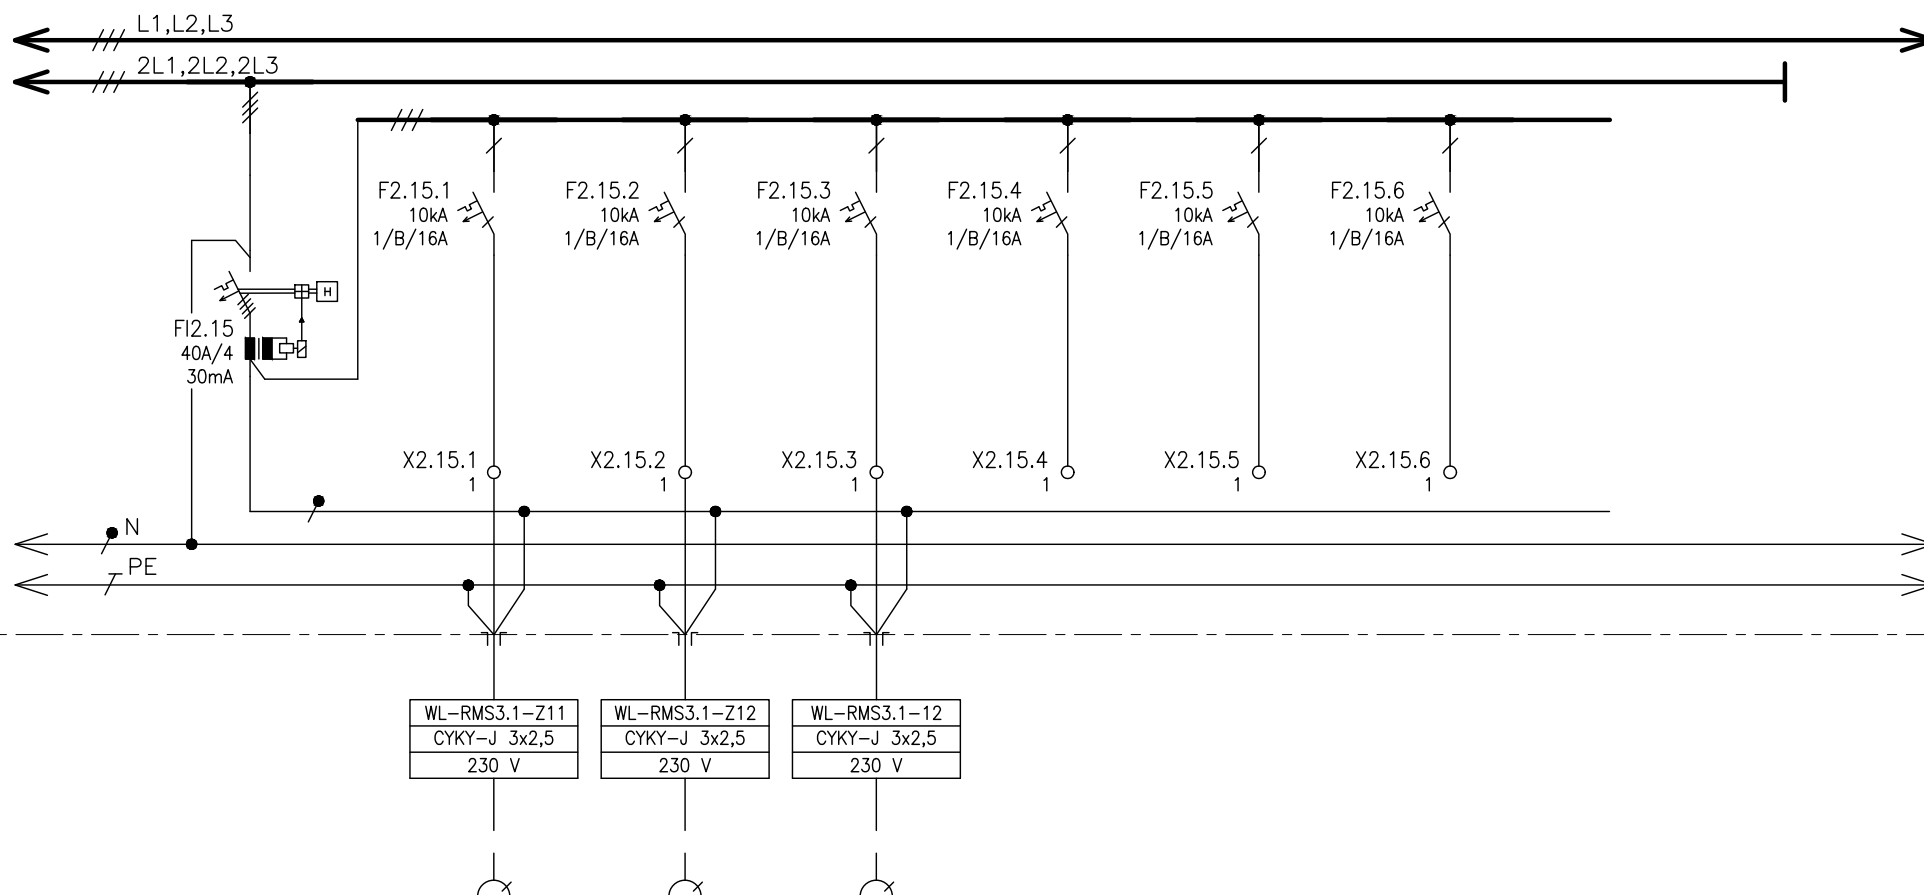 L1,L2,L3
2L1,2L2,2L3
F2.15.1
10kA
1/B/16A
F2.15.2
10kA
1/B/16A
F2.15.3
10kA
1/B/16A
F2.15.4
10kA
1/B/16A
F2.15.5
10kA
1/B/16A
F2.15.6
10kA
1/B/16A
H
FI2.15
40A/4
30mA
X2.15.1
1
X2.15.2
1
X2.15.3
1
X2.15.4
1
X2.15.5
1
X2.15.6
1
N
PE
WL-RMS3.1-Z11
CYKY-J 3x2,5
230 V
WL-RMS3.1-Z12
CYKY-J 3x2,5
230 V
WL-RMS3.1-12
CYKY-J 3x2,5
230 V